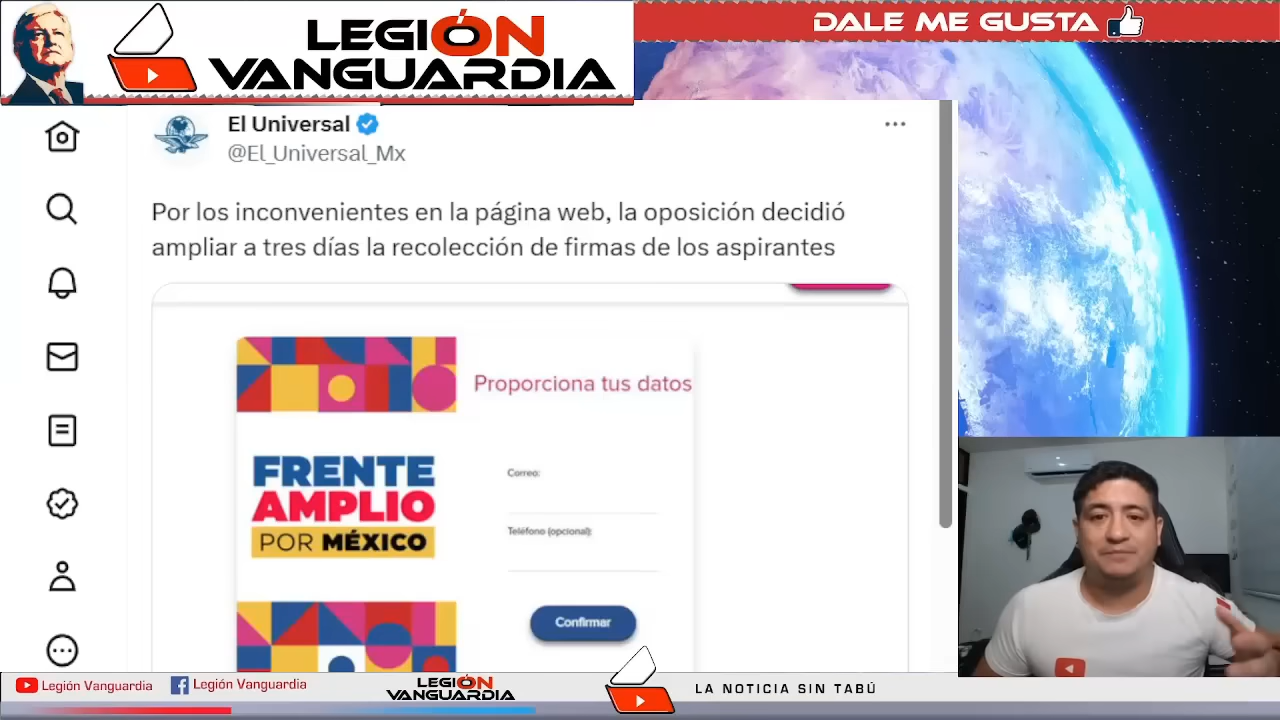 LEGIÓN
VANGUARDIA
DALE ME GUSTA
El Universal
@El_Universal_Mx
Por los inconvenientes en la página web, la oposición decidió
ampliar a tres días la recolección de firmas de los aspirantes
Proporciona tus datos
Correo:
FRENTE
AMPLIO
POR MÉXICO
Teléfono (opcional):
Confirmar
Legión Vanguardia
Legión Vanguardia
LEGIÓN
VANGUARDIA
LA NOTICIA SIN TABÚ